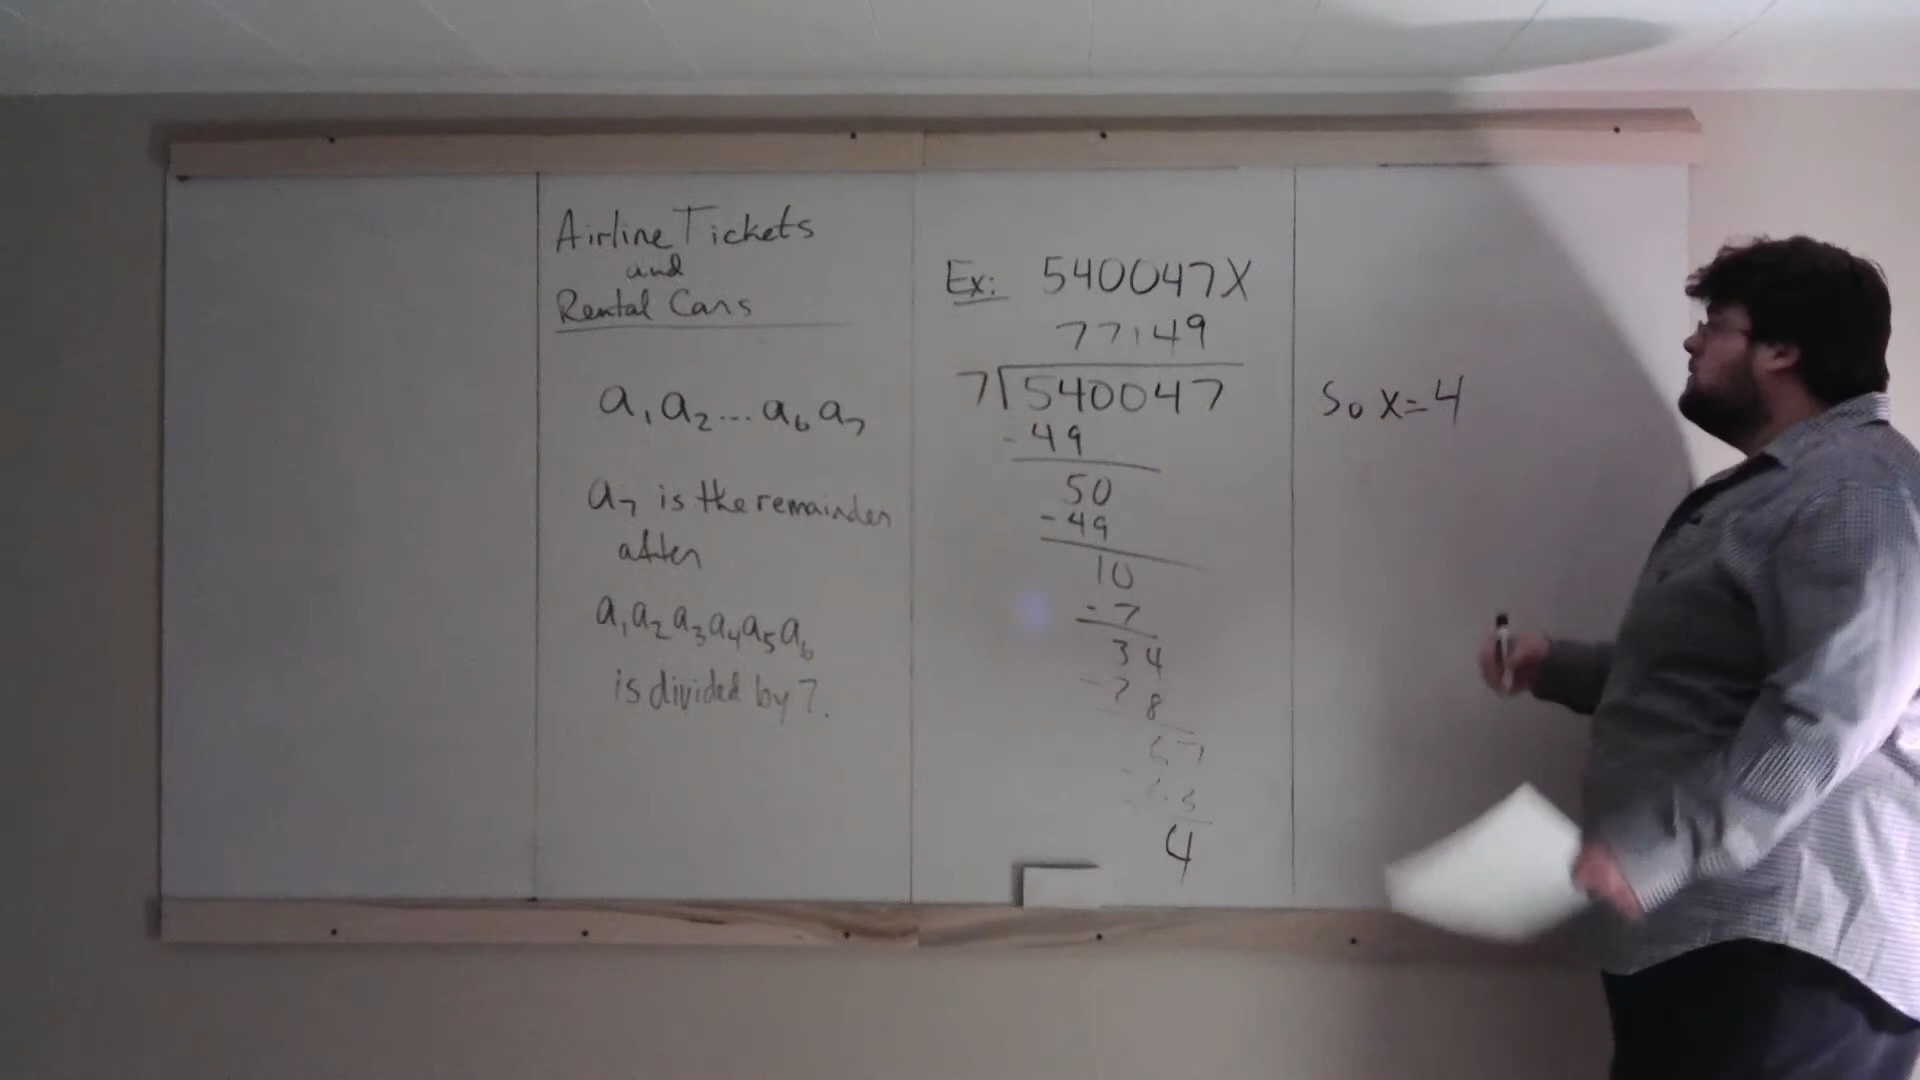 Airline Tickets
and
Rental Cars
a₁a₂...a₆a₇
a₇ is the remainder
after
a₁a₂a₃a₄a₅a₆
is divided by 7.
Ex: 540047X
77149
7 540047
-49
50
-49
10
-7
34
-28
67
4
So X=4